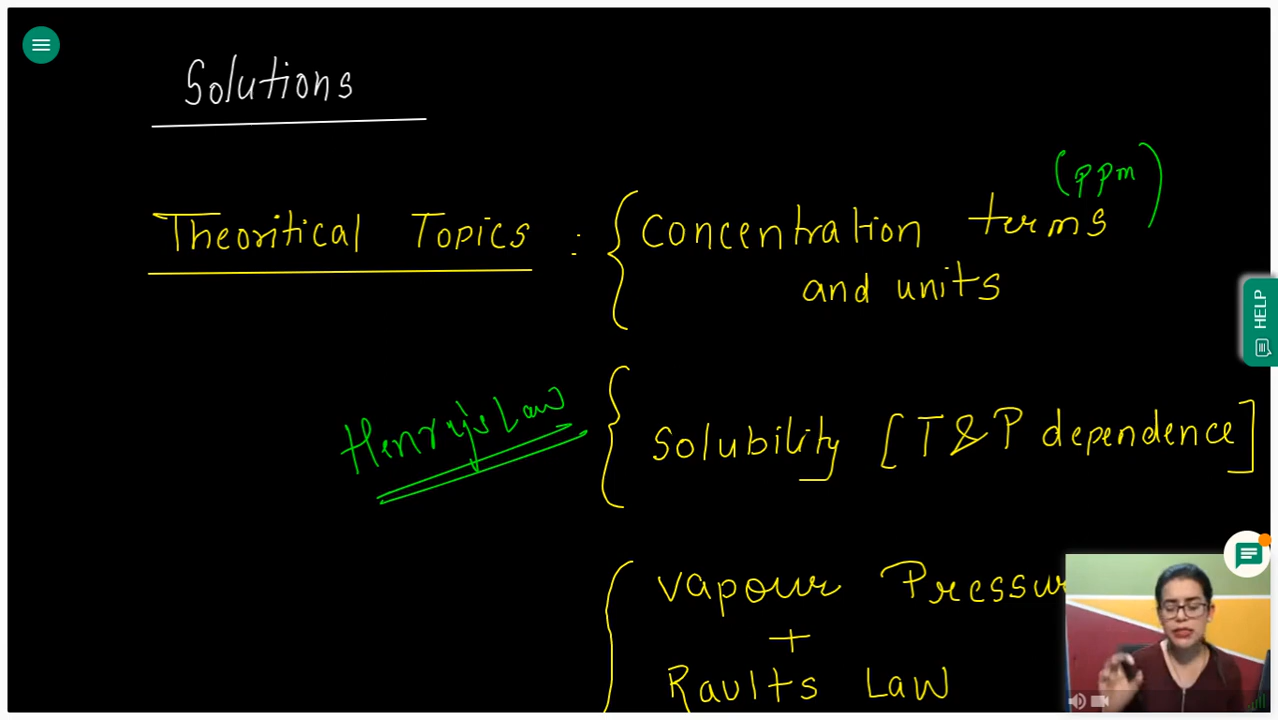 Solutions
(ppm)
Theoritical Topics : Concentration terms
and units
Henry's Law
Solubility [T & P dependence]
Vapour Pressur
+
Raults Law
HELP